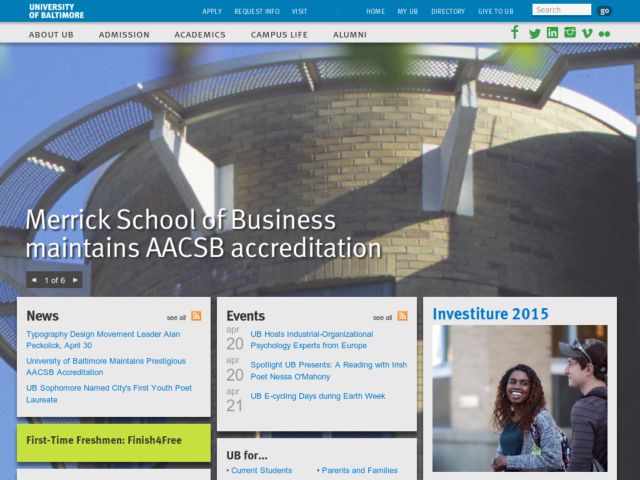 UNIVERSITY
OF BALTIMORE
APPLY REQUEST INFO VISIT HOME MY UB DIRECTORY GIVE TO UB Search go
ABOUT UB ADMISSION ACADEMICS CAMPUS LIFE ALUMNI
Merrick School of Business
maintains AACSB accreditation
1 of 6
News see all
Typography Design Movement Leader Alan
Peckolick, April 30
University of Baltimore Maintains Prestigious
AACSB Accreditation
UB Sophomore Named City's First Youth Poet
Laureate
First-Time Freshmen: Finish4Free
Events see all
apr
20
UB Hosts Industrial-Organizational
Psychology Experts from Europe
apr
20
Spotlight UB Presents: A Reading with Irish
Poet Nessa O'Mahony
apr
21
UB E-cycling Days during Earth Week
UB for...
• Current Students • Parents and Families
Investiture 2015